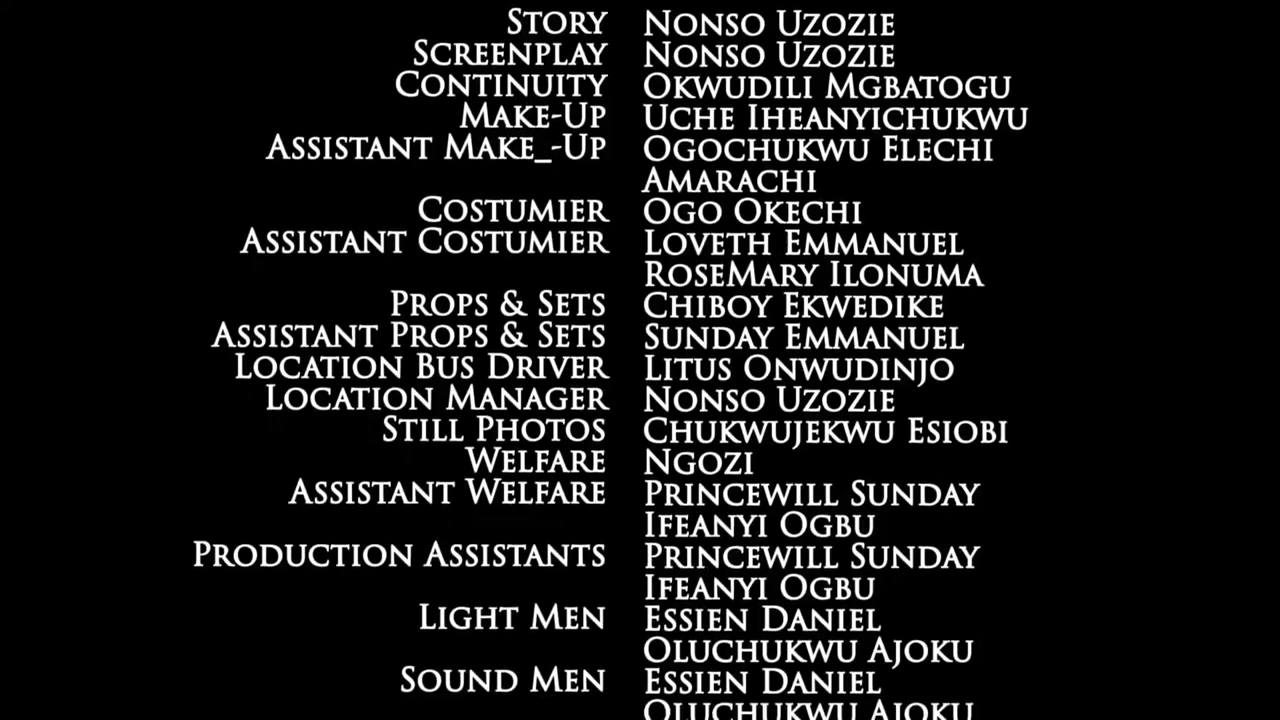 STORY NONSO UZOZIE
SCREENPLAY NONSO UZOZIE
CONTINUITY OKWUDILI MGBATOGU
MAKE-UP UCHE IHEANYICHUKWU
ASSISTANT MAKE_-UP OGOCHUKWU ELECHI
AMARACHI
COSTUMIER OGO OKECHI
ASSISTANT COSTUMIER LOVETH EMMANUEL
ROSEMARY ILONUMA
PROPS & SETS CHIBOY EKWEDIKE
ASSISTANT PROPS & SETS SUNDAY EMMANUEL
LOCATION BUS DRIVER LITUS ONWUDINJO
LOCATION MANAGER NONSO UZOZIE
STILL PHOTOS CHUKWUJEKWU ESIOBI
WELFARE NGOZI
ASSISTANT WELFARE PRINCEWILL SUNDAY
IFEANYI OGBU
PRODUCTION ASSISTANTS PRINCEWILL SUNDAY
IFEANYI OGBU
LIGHT MEN ESSIEN DANIEL
OLUCHUKWU AJOKU
SOUND MEN ESSIEN DANIEL
OLUCHUKWU AJOKU